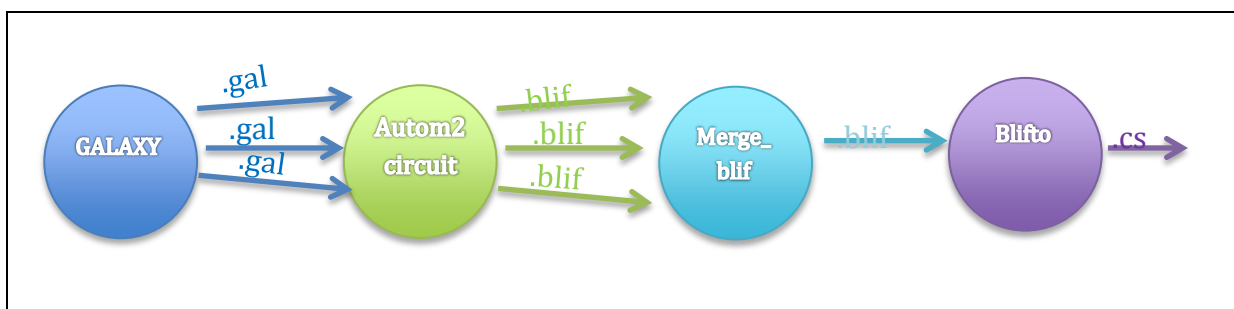 GALAXY
.gal
.gal
.gal
Autom2
circuit
.blif
.blif
.blif
Merge_
blif
.blif
Blifto
.cs